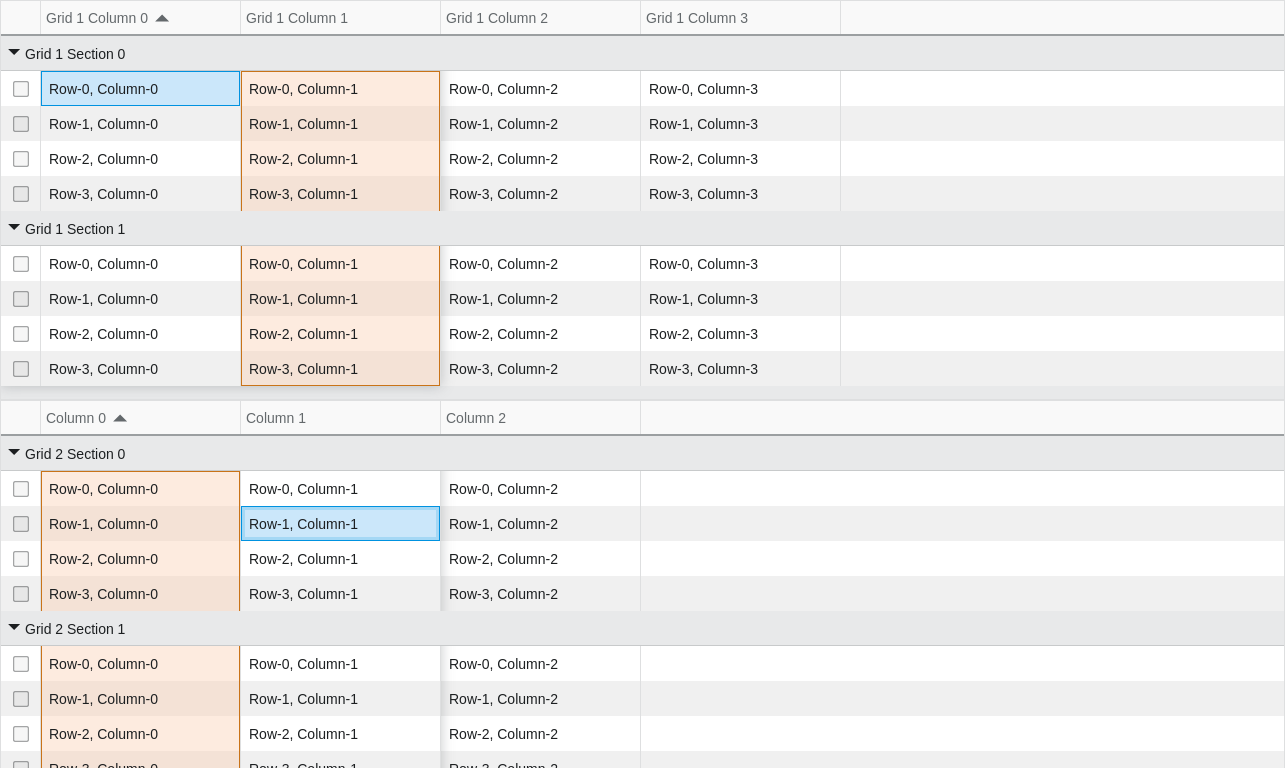 Grid 1 Column 0 Grid 1 Column 1 Grid 1 Column 2 Grid 1 Column 3
Grid 1 Section 0
Row-0, Column-0 Row-0, Column-1 Row-0, Column-2 Row-0, Column-3
Row-1, Column-0 Row-1, Column-1 Row-1, Column-2 Row-1, Column-3
Row-2, Column-0 Row-2, Column-1 Row-2, Column-2 Row-2, Column-3
Row-3, Column-0 Row-3, Column-1 Row-3, Column-2 Row-3, Column-3
Grid 1 Section 1
Row-0, Column-0 Row-0, Column-1 Row-0, Column-2 Row-0, Column-3
Row-1, Column-0 Row-1, Column-1 Row-1, Column-2 Row-1, Column-3
Row-2, Column-0 Row-2, Column-1 Row-2, Column-2 Row-2, Column-3
Row-3, Column-0 Row-3, Column-1 Row-3, Column-2 Row-3, Column-3
Column 0 Column 1 Column 2
Grid 2 Section 0
Row-0, Column-0 Row-0, Column-1 Row-0, Column-2
Row-1, Column-0 Row-1, Column-1 Row-1, Column-2
Row-2, Column-0 Row-2, Column-1 Row-2, Column-2
Row-3, Column-0 Row-3, Column-1 Row-3, Column-2
Grid 2 Section 1
Row-0, Column-0 Row-0, Column-1 Row-0, Column-2
Row-1, Column-0 Row-1, Column-1 Row-1, Column-2
Row-2, Column-0 Row-2, Column-1 Row-2, Column-2
Row-3, Column-0 Row-3, Column-1 Row-3, Column-2